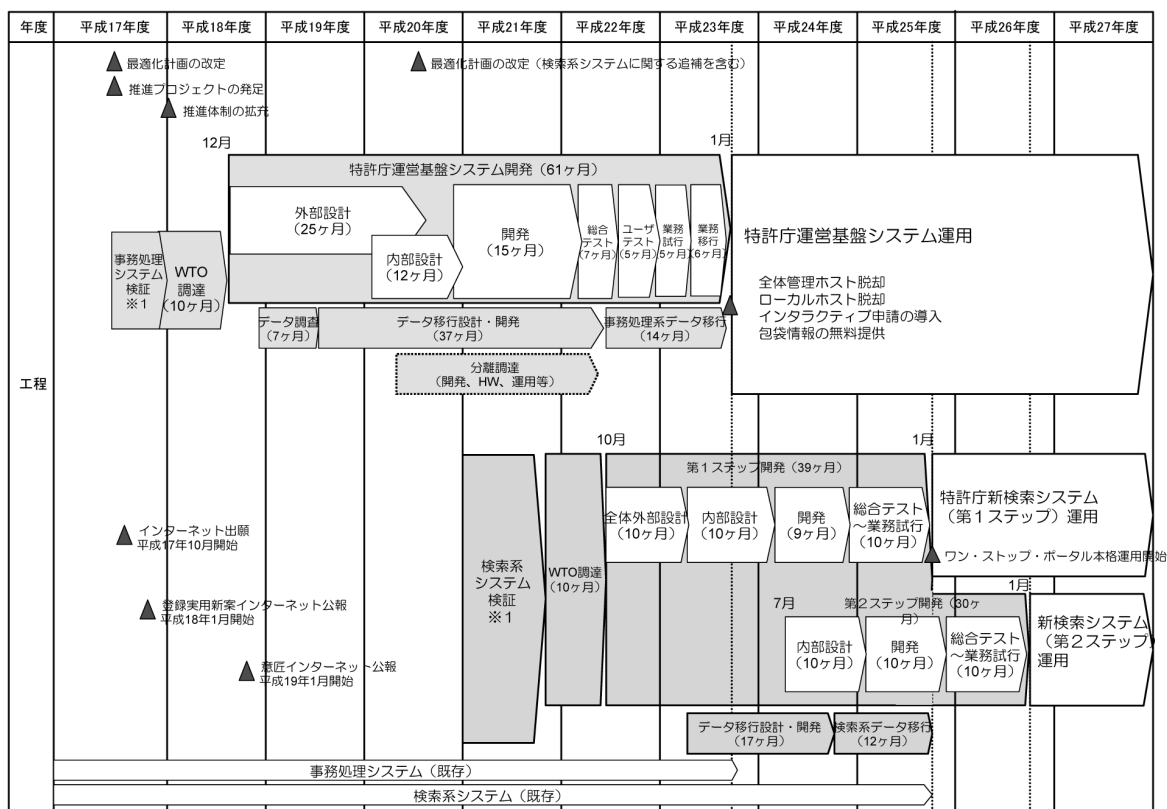 年度
平成17年度
平成18年度
平成19年度
平成20年度
平成21年度
平成22年度
平成23年度
平成24年度
平成25年度
平成26年度
平成27年度
最適化計画の改定
最適化計画の改定（検索系システムに関する追補を含む）
推進プロジェクトの発足
推進体制の拡充
12月
1月
特許庁運営基盤システム開発（61ヶ月）
外部設計
（25ヶ月）
内部設計
（12ヶ月）
開発
（15ヶ月）
総合
テスト
（7ヶ月）
ユーザ
テスト
（5ヶ月）
業務
試行
（5ヶ月）
業務
移行
（6ヶ月）
特許庁運営基盤システム運用
全体管理ホスト脱却
ローカルホスト脱却
インタラクティブ申請の導入
包袋情報の無料提供
事務処理
システム
検証
※1
WTO
調達
（10ヶ月）
データ調査
（7ヶ月）
データ移行設計・開発
（37ヶ月）
事務処理系データ移行
（14ヶ月）
分離調達
（開発、HW、運用等）
工程
10月
1月
第１ステップ開発（39ヶ月）
全体外部設計
（10ヶ月）
内部設計
（10ヶ月）
開発
（9ヶ月）
総合テスト
～業務試行
（10ヶ月）
特許庁新検索システム
（第１ステップ）運用
ワン・ストップ・ポータル本格運用開始
インターネット出願
平成17年10月開始
検索系
システム
検証
※1
WTO調達
（10ヶ月）
1月
登録実用新案インターネット公報
平成18年1月開始
7月
第２ステップ開発（30ヶ
月）
内部設計
（10ヶ月）
開発
（10ヶ月）
総合テスト
～業務試行
（10ヶ月）
新検索システム
（第２ステップ）
運用
意匠インターネット公報
平成19年1月開始
データ移行設計・開発
（17ヶ月）
検索系データ移行
（12ヶ月）
事務処理システム（既存）
検索系システム（既存）